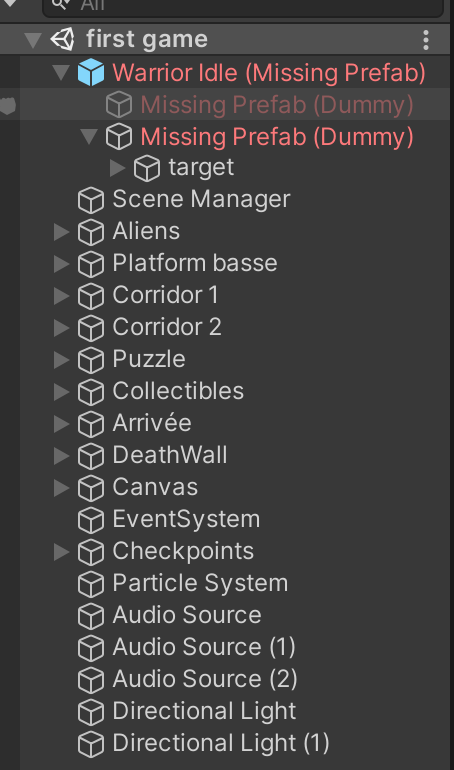 All
first game
Warrior Idle (Missing Prefab)
Missing Prefab (Dummy)
Missing Prefab (Dummy)
target
Scene Manager
Aliens
Platform basse
Corridor 1
Corridor 2
Puzzle
Collectibles
Arrivée
DeathWall
Canvas
EventSystem
Checkpoints
Particle System
Audio Source
Audio Source (1)
Audio Source (2)
Directional Light
Directional Light (1)